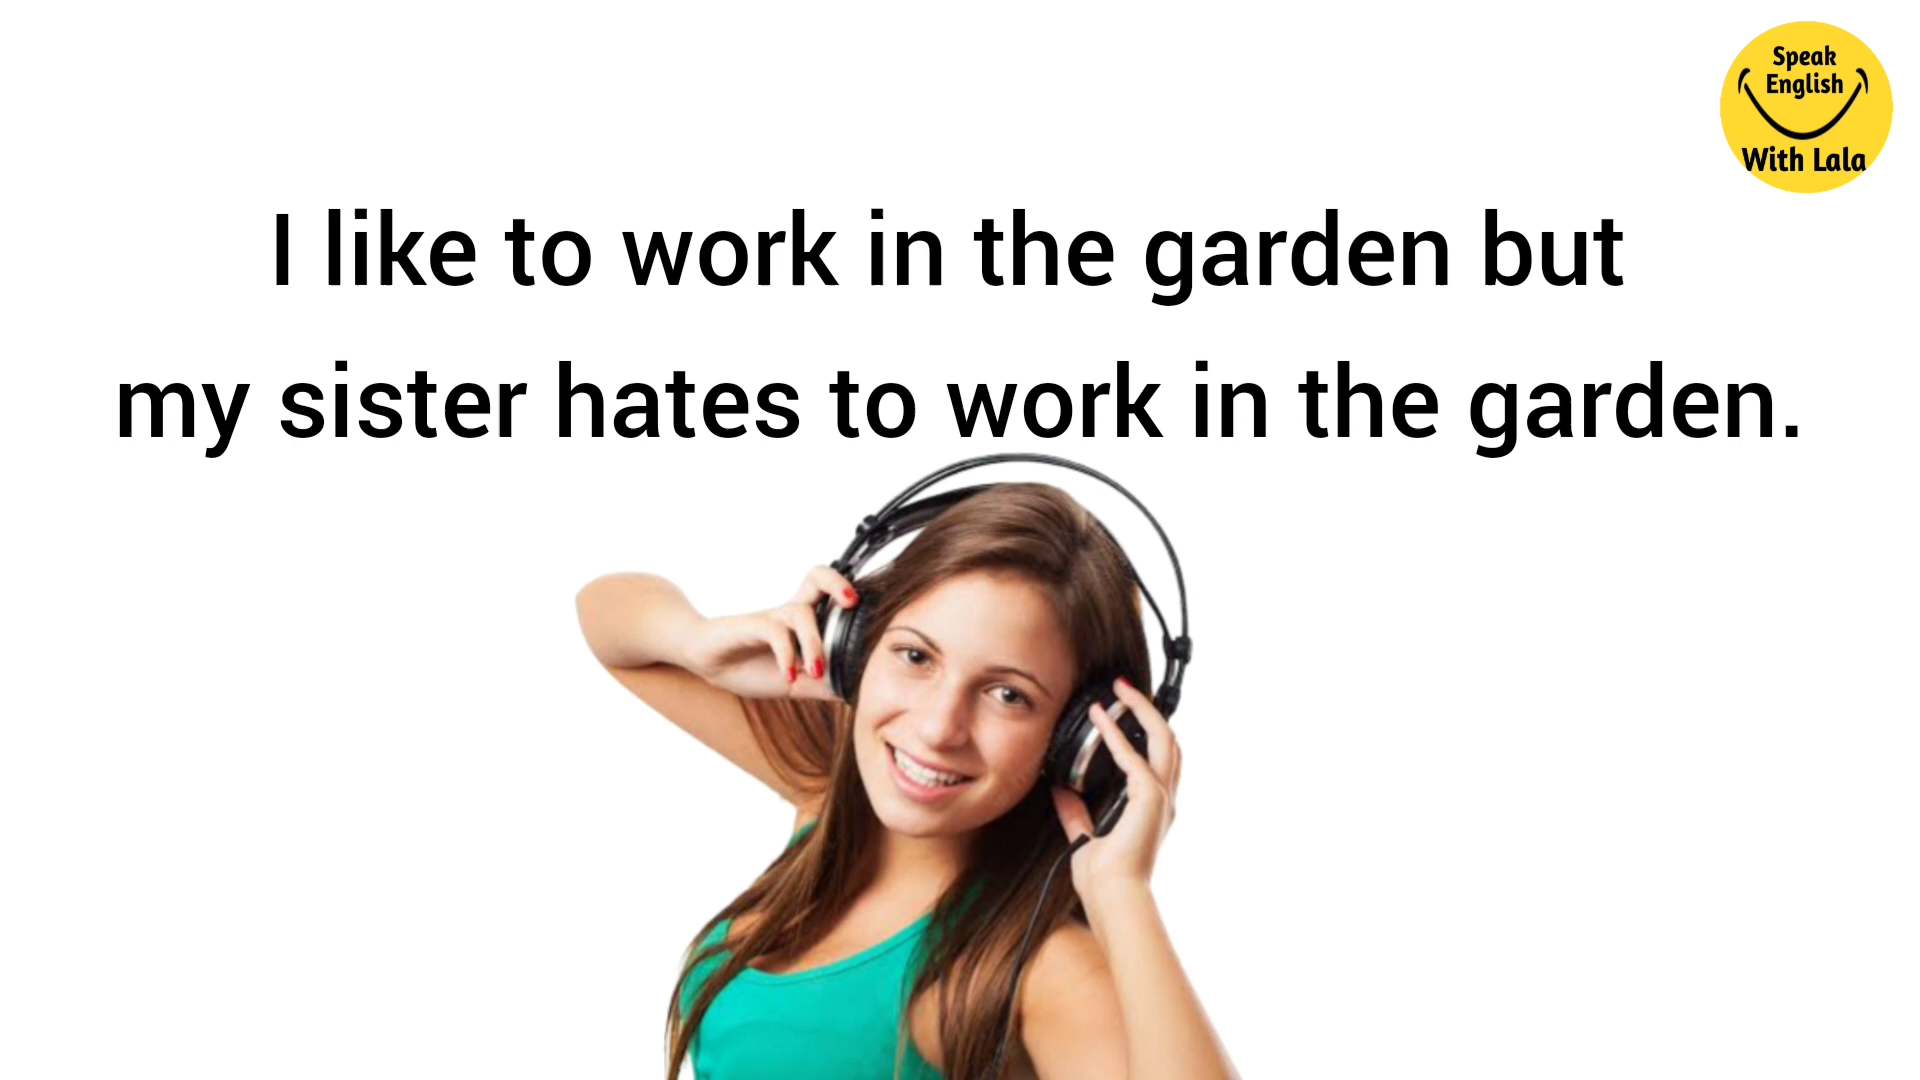 Speak
English
With Lala
I like to work in the garden but
my sister hates to work in the garden.